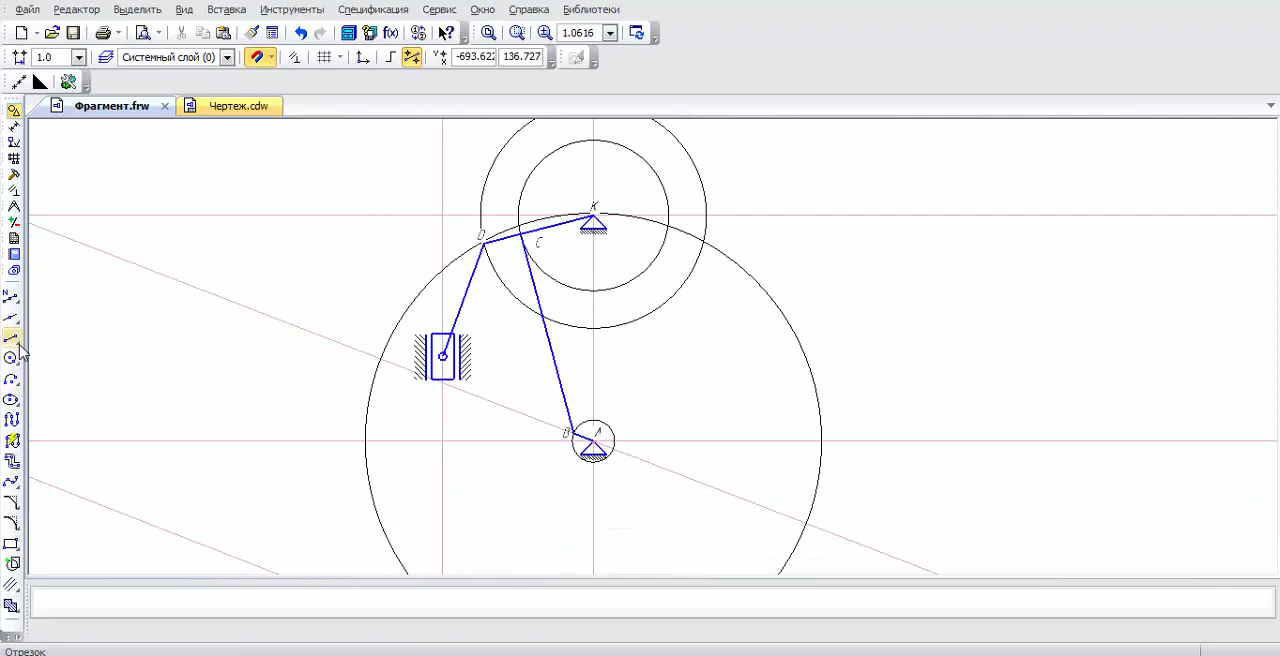 Файл Редактор Выделить Вид Вставка Инструменты Спецификация Сервис Окно Справка Библиотеки
f(x) ? 1.0616
1.0 Системный слой (0) -693.622 136.727
Фрагмент.frw Чертеж.cdw
K
D
C
B
A
N
Отрезок